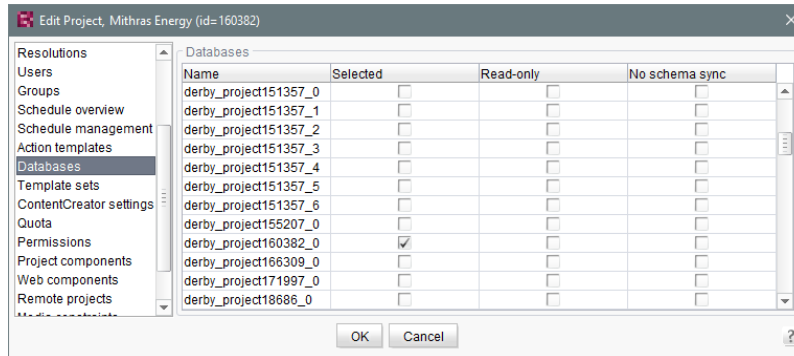 Edit Project, Mithras Energy (id=160382)
Resolutions
Users
Groups
Schedule overview
Schedule management
Action templates
Databases
Template sets
ContentCreator settings
Quota
Permissions
Project components
Web components
Remote projects
Databases
Name Selected Read-only No schema sync
derby_project151357_0
derby_project151357_1
derby_project151357_2
derby_project151357_3
derby_project151357_4
derby_project151357_5
derby_project151357_6
derby_project155207_0
derby_project160382_0
derby_project166309_0
derby_project171997_0
derby_project18686_0
OK Cancel
?